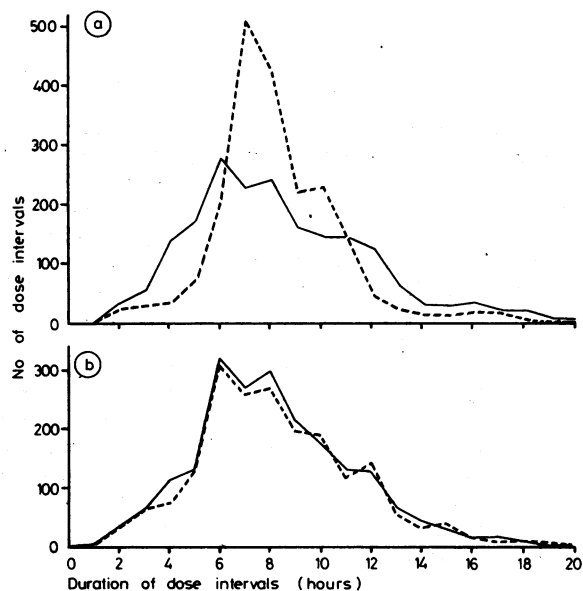 a
500
400
300
200
100
0
No of dose intervals
b
300
200
100
0
0 2 4 6 8 10 12 14 16 18 20
Duration of dose intervals (hours)